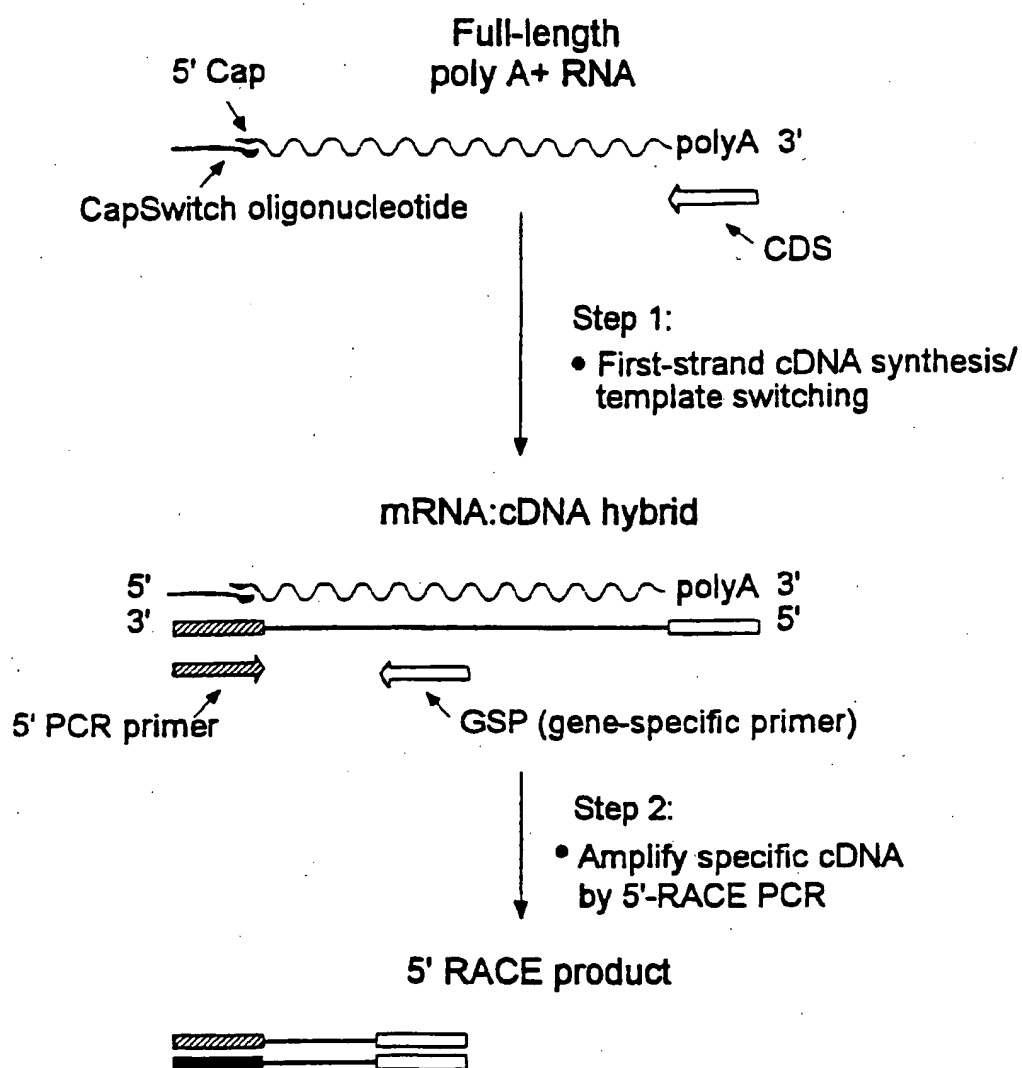 Full-length
poly A+ RNA
5' Cap
polyA 3'
CapSwitch oligonucleotide
CDS
Step 1:
• First-strand cDNA synthesis/
template switching
mRNA:cDNA hybrid
5' polyA 3'
3' 5'
5' PCR primer
GSP (gene-specific primer)
Step 2:
• Amplify specific cDNA
by 5'-RACE PCR
5' RACE product